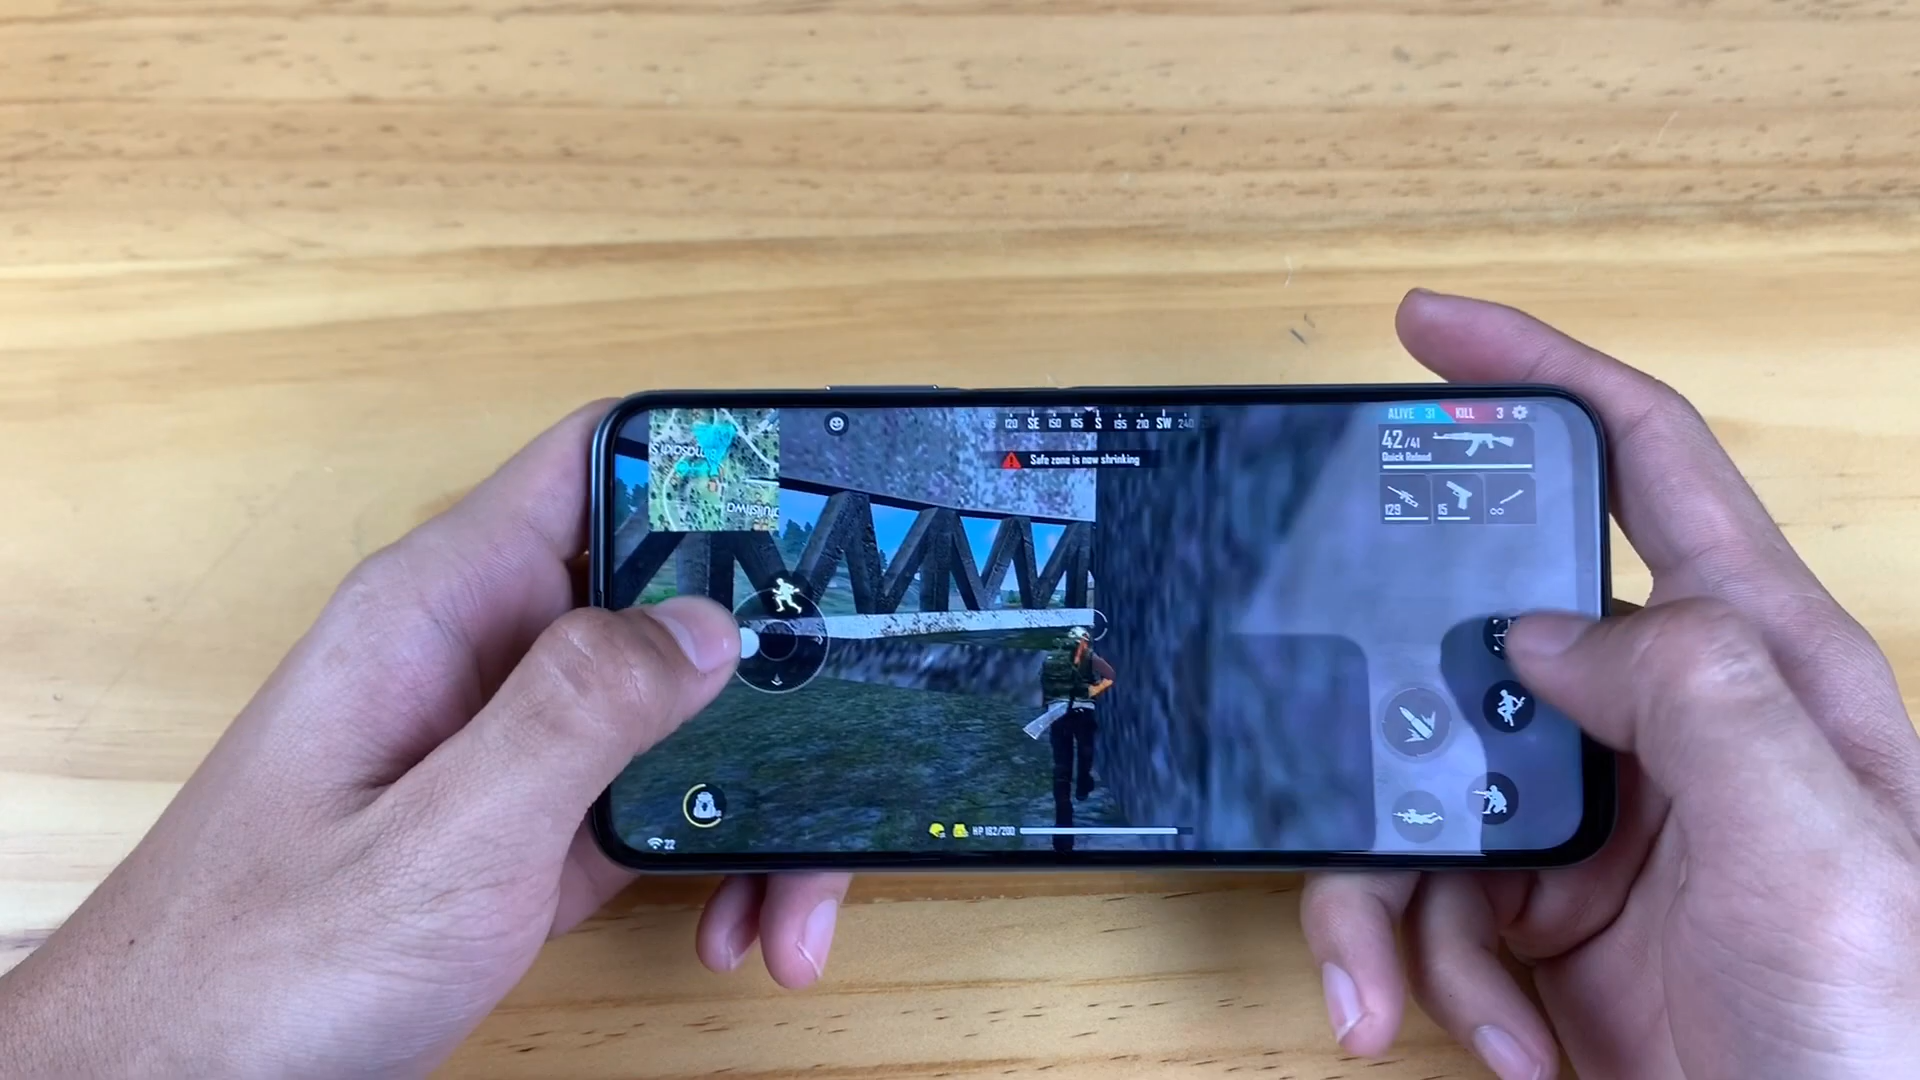 ALIVE 31 KILL 3
120 SE 150 165 S 195 210 SW 240
Safe zone is now shrinking
42/41
Quick Reload
129 15 ∞
HP 182/200
22